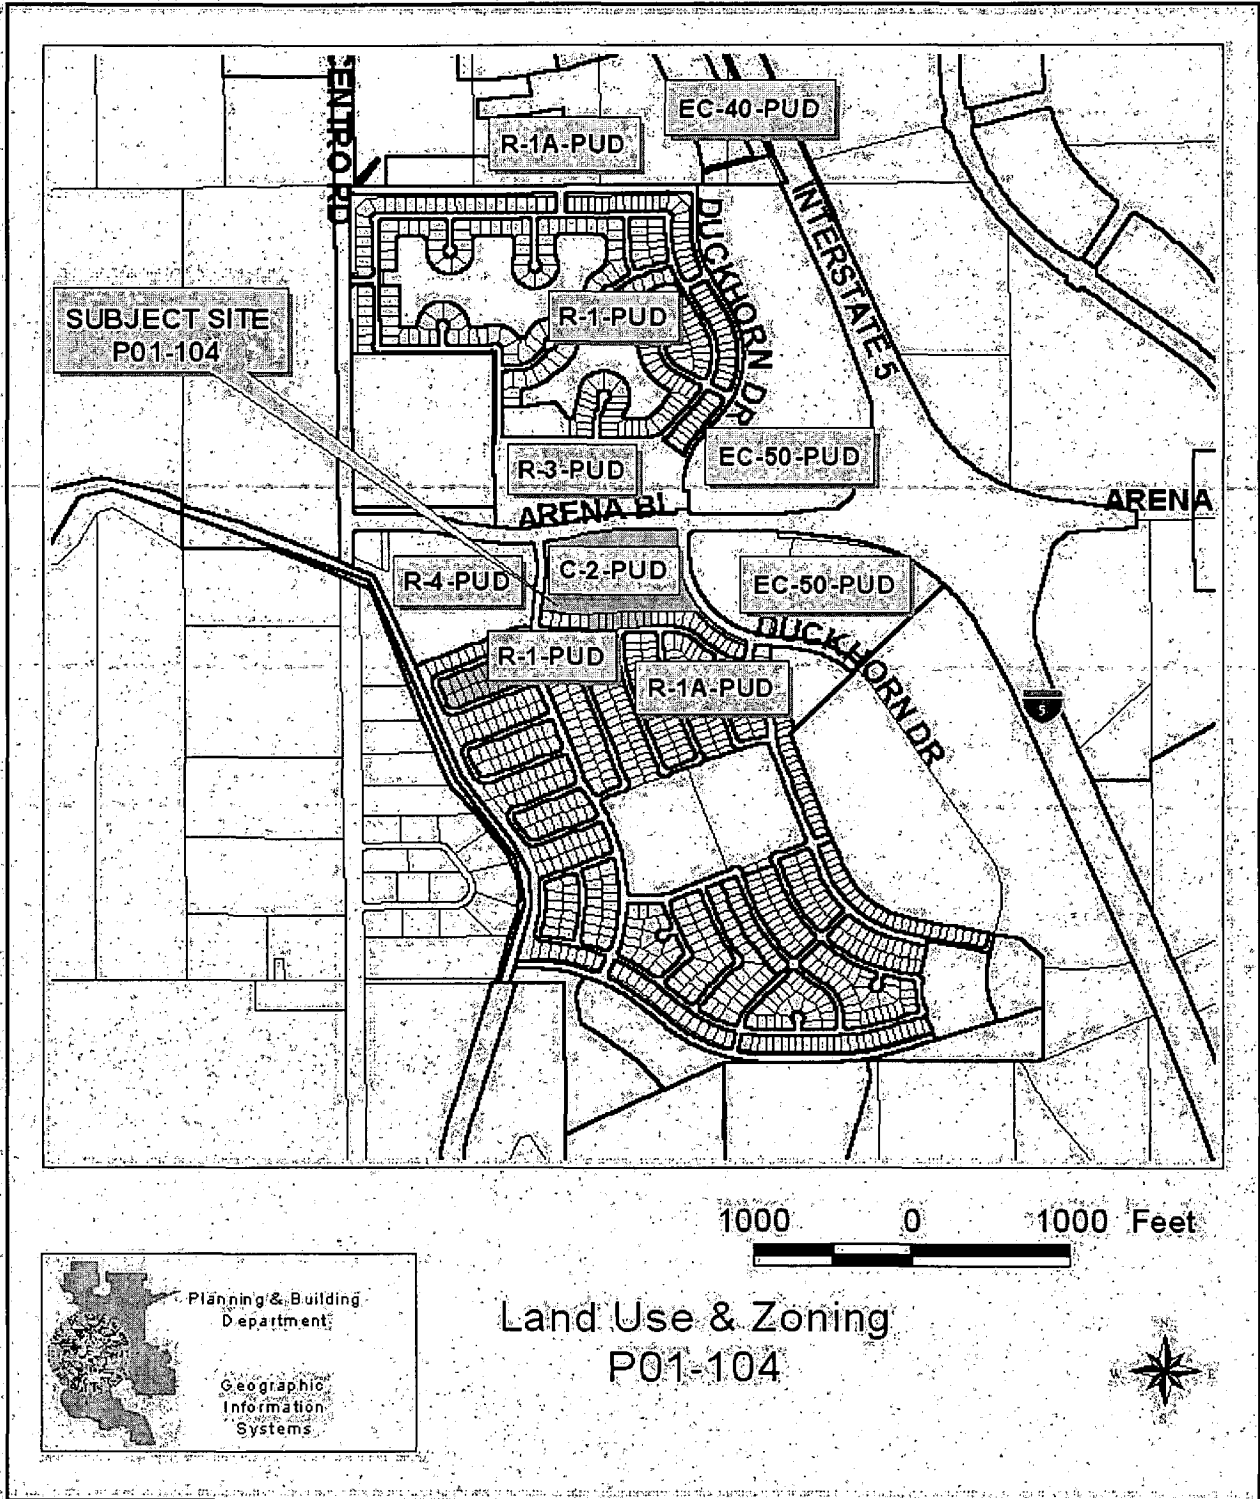 ENTRO RD
EC-40-PUD
R-1A-PUD
INTERSTATE 5
DUCKHORN DR
SUBJECT SITE
P01-104
R-1-PUD
R-3-PUD
EC-50-PUD
ARENA BL
ARENA
R-4-PUD
C-2-PUD
EC-50-PUD
DUCKHORN DR
R-1-PUD
R-1A-PUD
5
1000 0 1000 Feet
Planning & Building
Department
Geographic
Information
Systems
Land Use & Zoning
P01-104
N
W E
S